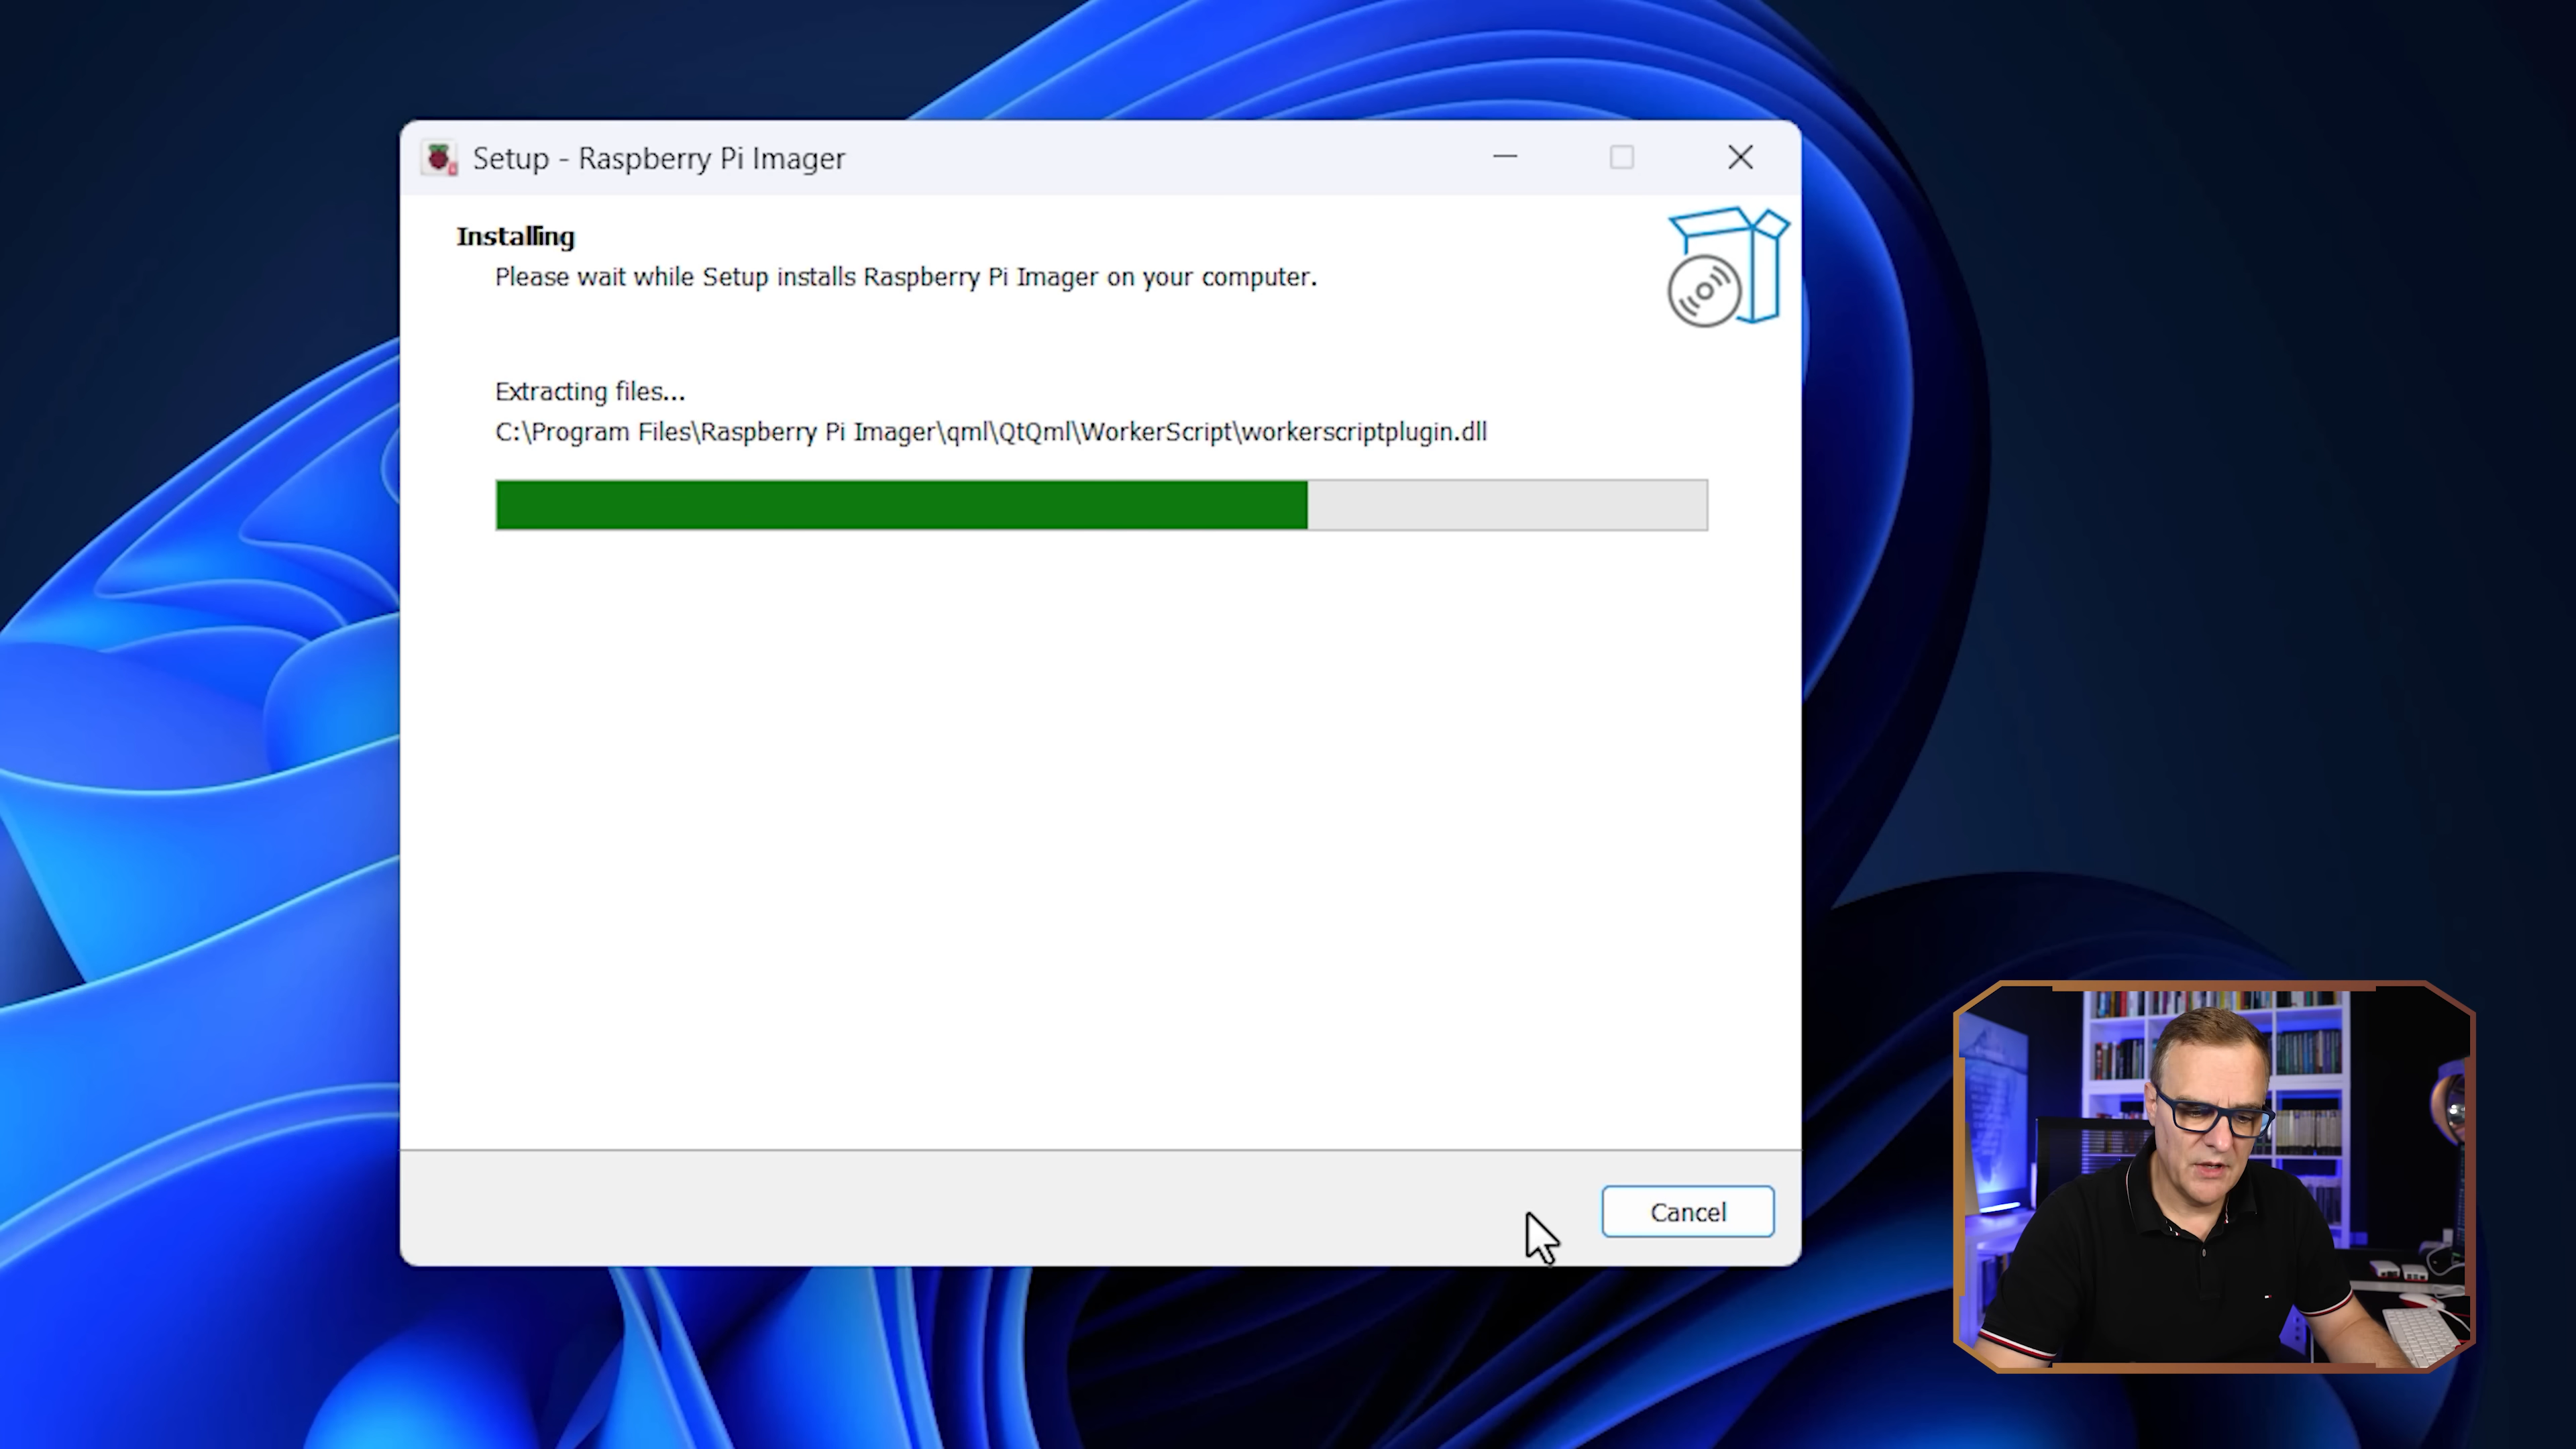 Setup - Raspberry Pi Imager
Installing
Please wait while Setup installs Raspberry Pi Imager on your computer.
Extracting files...
C:\Program Files\Raspberry Pi Imager\qml\QtQml\WorkerScript\workerscriptplugin.dll
Cancel